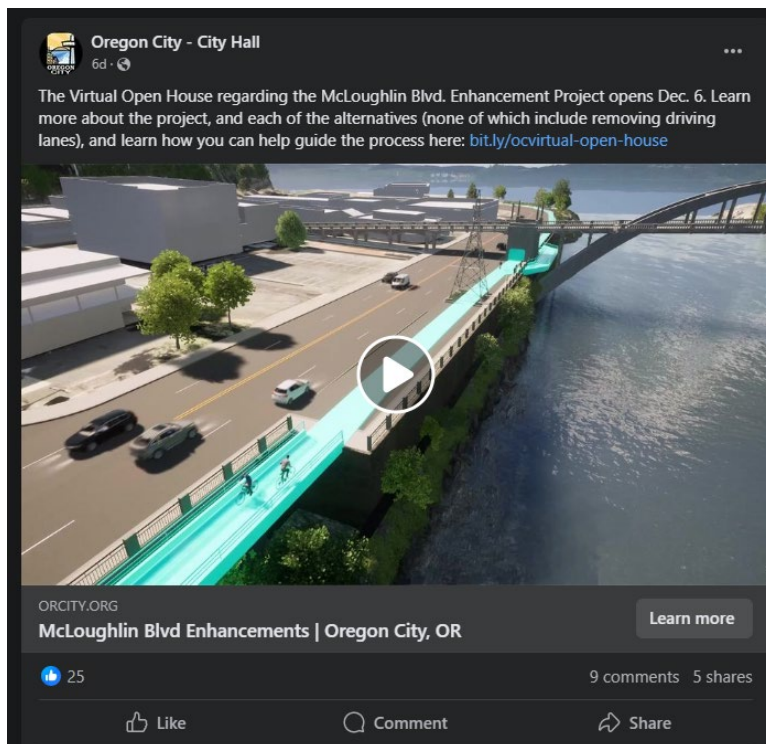 Oregon City - City Hall
6d ·
The Virtual Open House regarding the McLoughlin Blvd. Enhancement Project opens Dec. 6. Learn
more about the project, and each of the alternatives (none of which include removing driving
lanes), and learn how you can help guide the process here: bit.ly/ocvirtual-open-house
ORCITY.ORG
McLoughlin Blvd Enhancements | Oregon City, OR
Learn more
25
9 comments 5 shares
Like
Comment
Share
OREGON
CITY